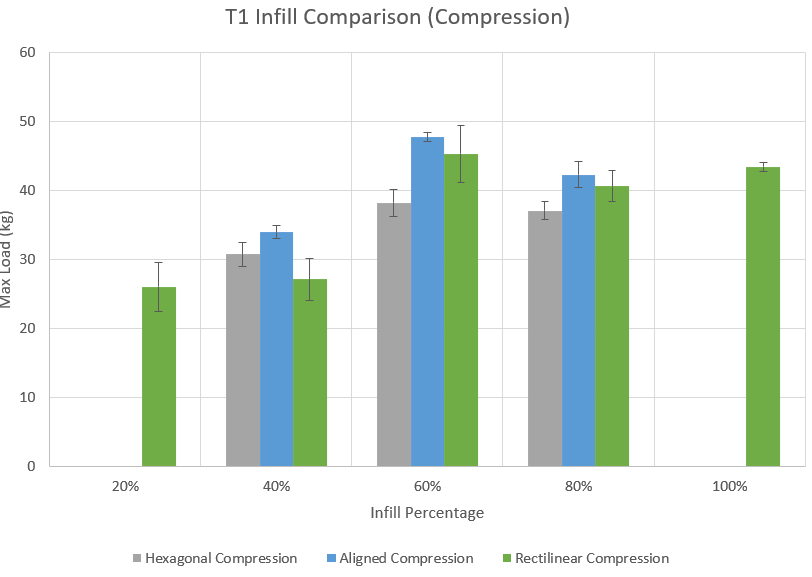 T1 Infill Comparison (Compression)
60
50
40
30
20
10
0
Max Load (kg)
20% 40% 60% 80% 100%
Infill Percentage
Hexagonal Compression Aligned Compression Rectilinear Compression